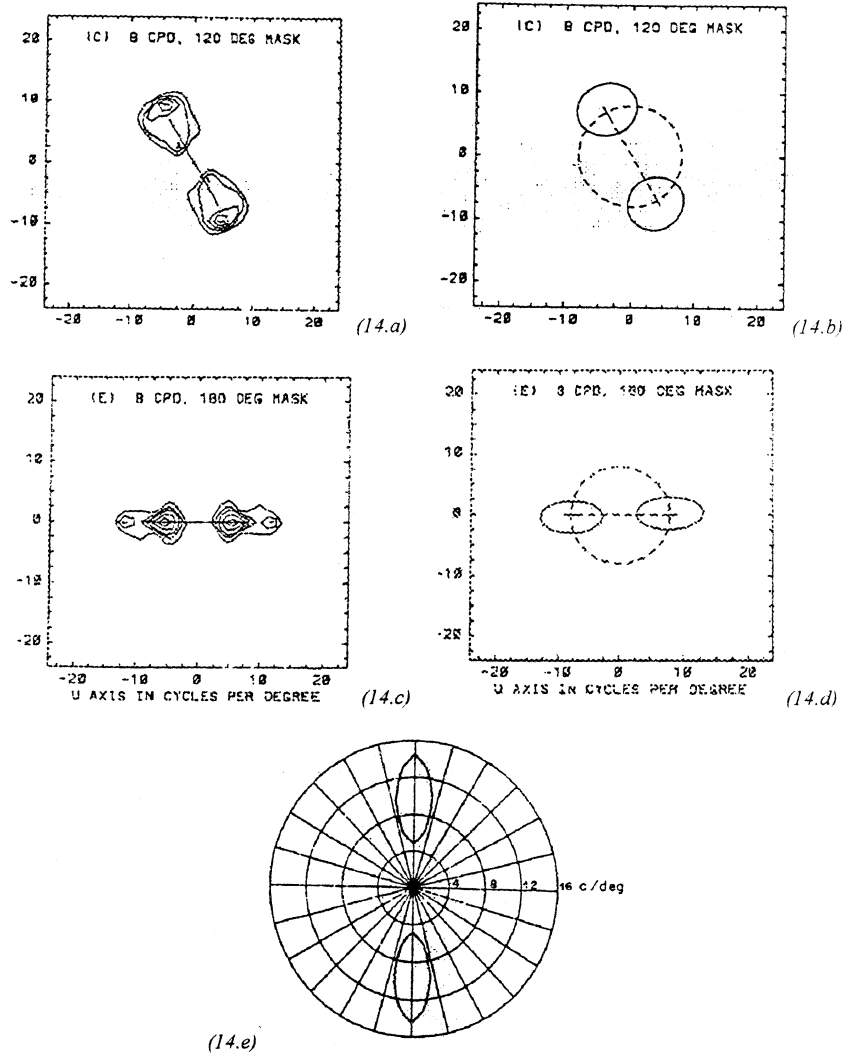 (C) 8 CPD, 120 DEG MASK
20
10
0
-10
-20
-20 -10 0 10 20
(14.a)
(C) 8 CPD, 120 DEG MASK
20
10
0
-10
-20
-20 -10 0 10 20
(14.b)
(E) 8 CPD, 180 DEG MASK
20
10
0
-10
-20
-20 -10 0 10 20
U AXIS IN CYCLES PER DEGREE
(14.c)
(E) 8 CPD, 180 DEG MASK
20
10
0
-10
-20
-20 -10 0 10 20
U AXIS IN CYCLES PER DEGREE
(14.d)
4 8 12 16 c/deg
(14.e)